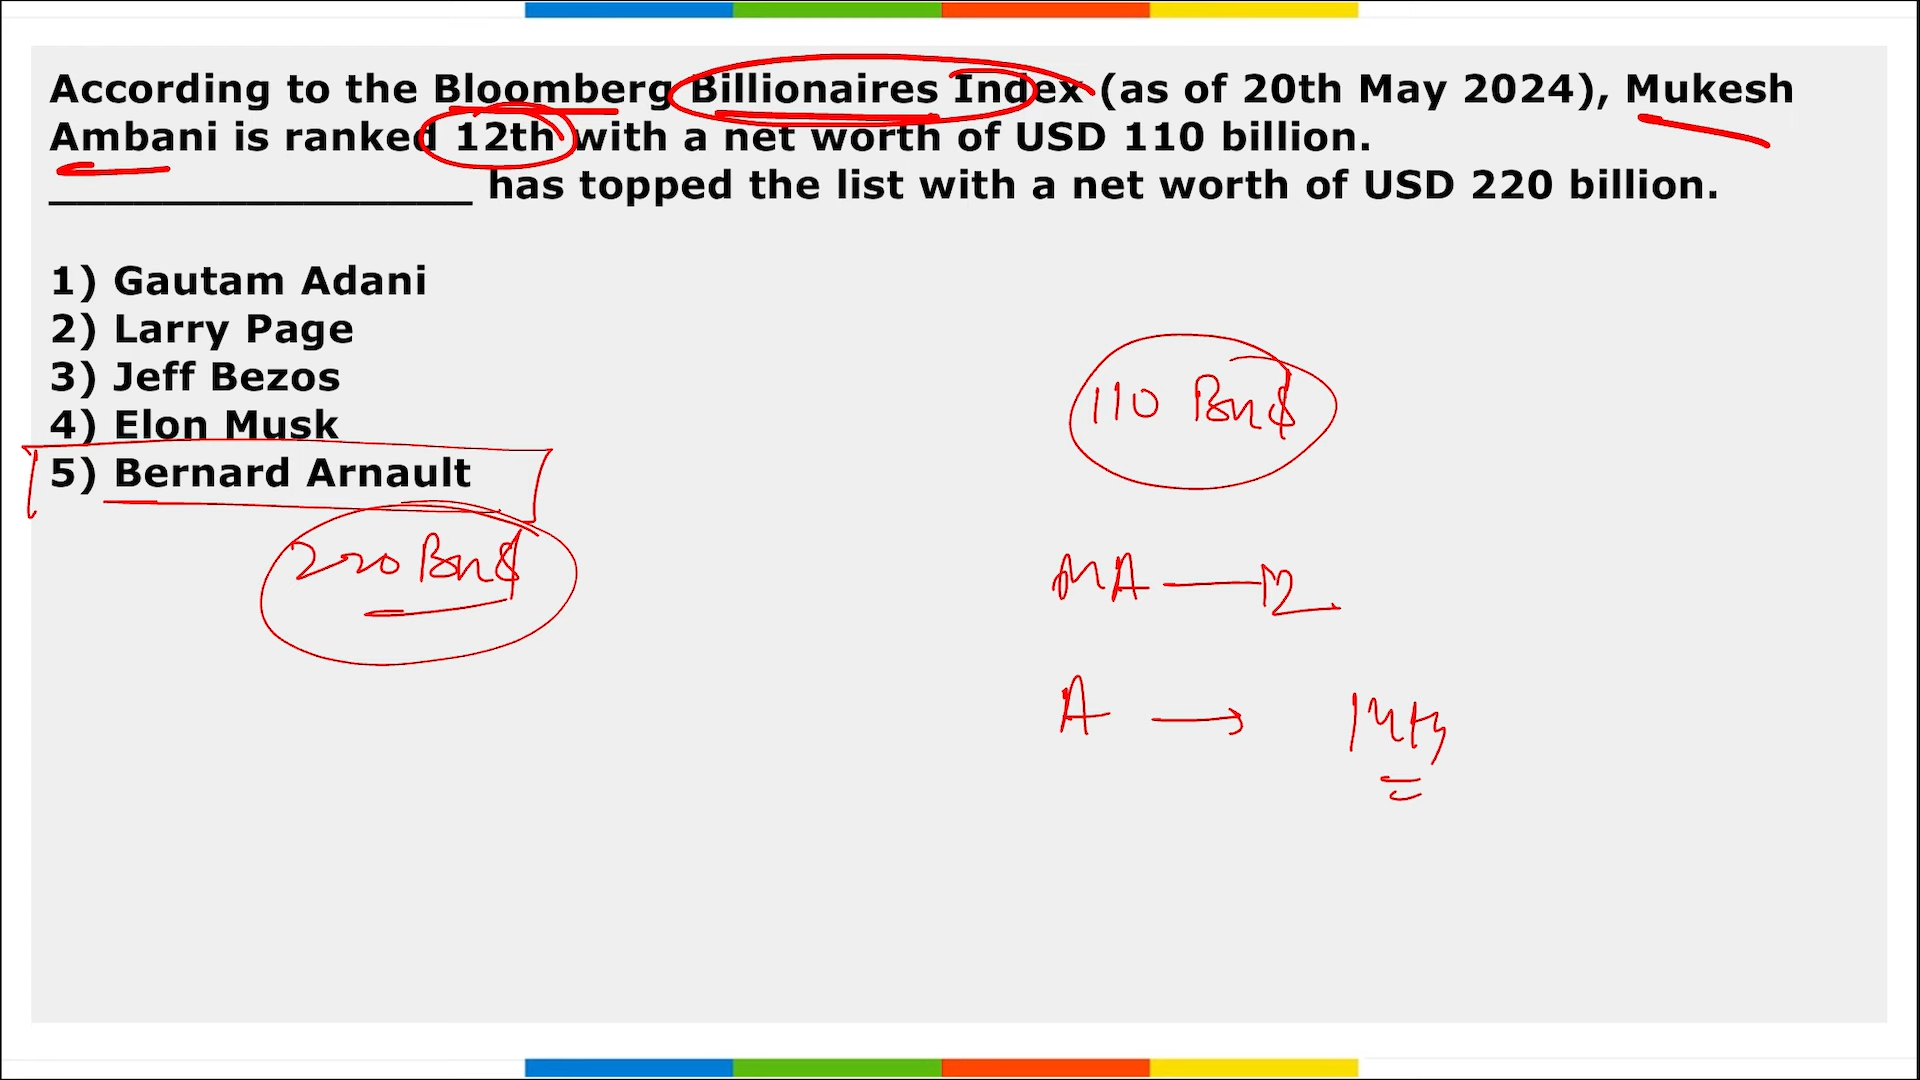 According to the Bloomberg Billionaires Index (as of 20th May 2024), Mukesh
Ambani is ranked 12th with a net worth of USD 110 billion.
_________________ has topped the list with a net worth of USD 220 billion.
1) Gautam Adani
2) Larry Page
3) Jeff Bezos
4) Elon Musk
5) Bernard Arnault
110 Bn$
220 Bn$
MA — 12
A → 14th